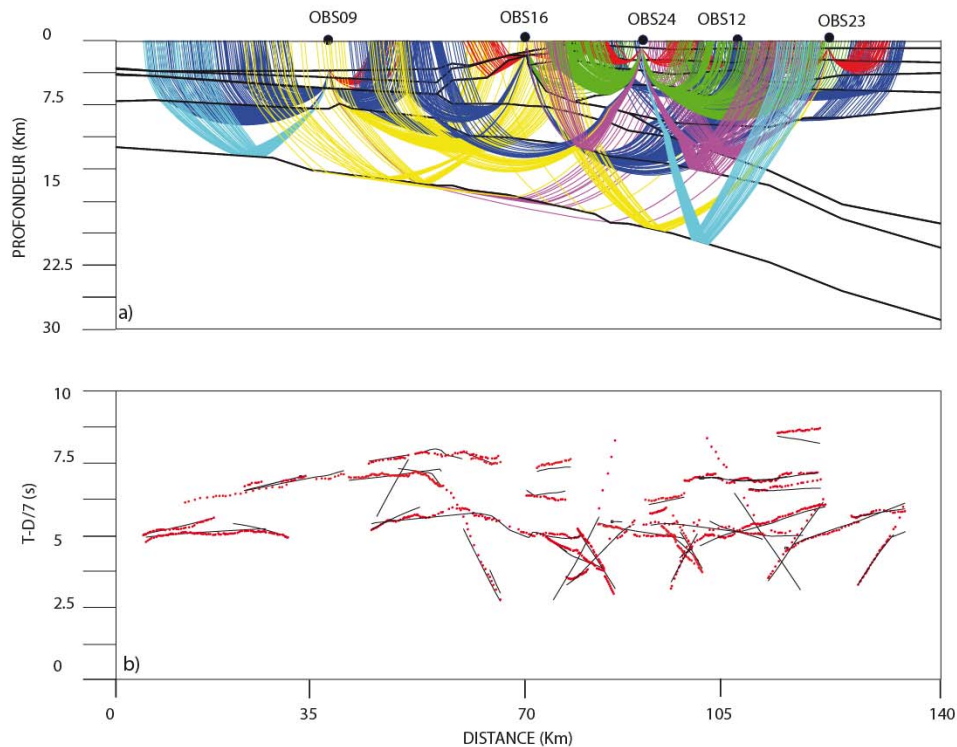 OBS09 OBS16 OBS24 OBS12 OBS23
0
7.5
15
22.5
30
PROFONDEUR (Km)
a)
10
7.5
5
2.5
0
T-D/7 (s)
b)
0 35 70 105 140
DISTANCE (Km)